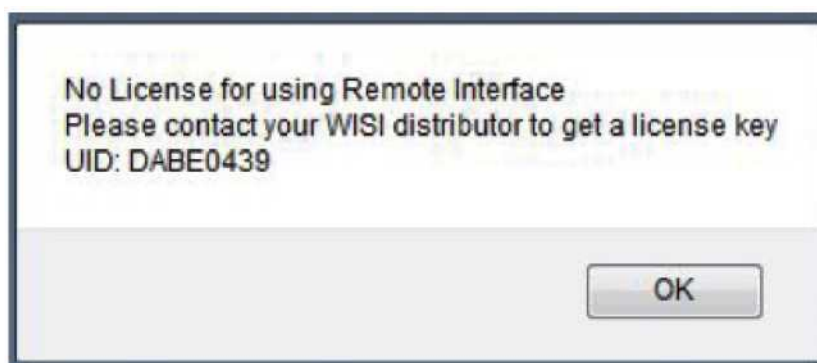 No License for using Remote Interface
Please contact your WISI distributor to get a license key
UID: DABE0439
OK